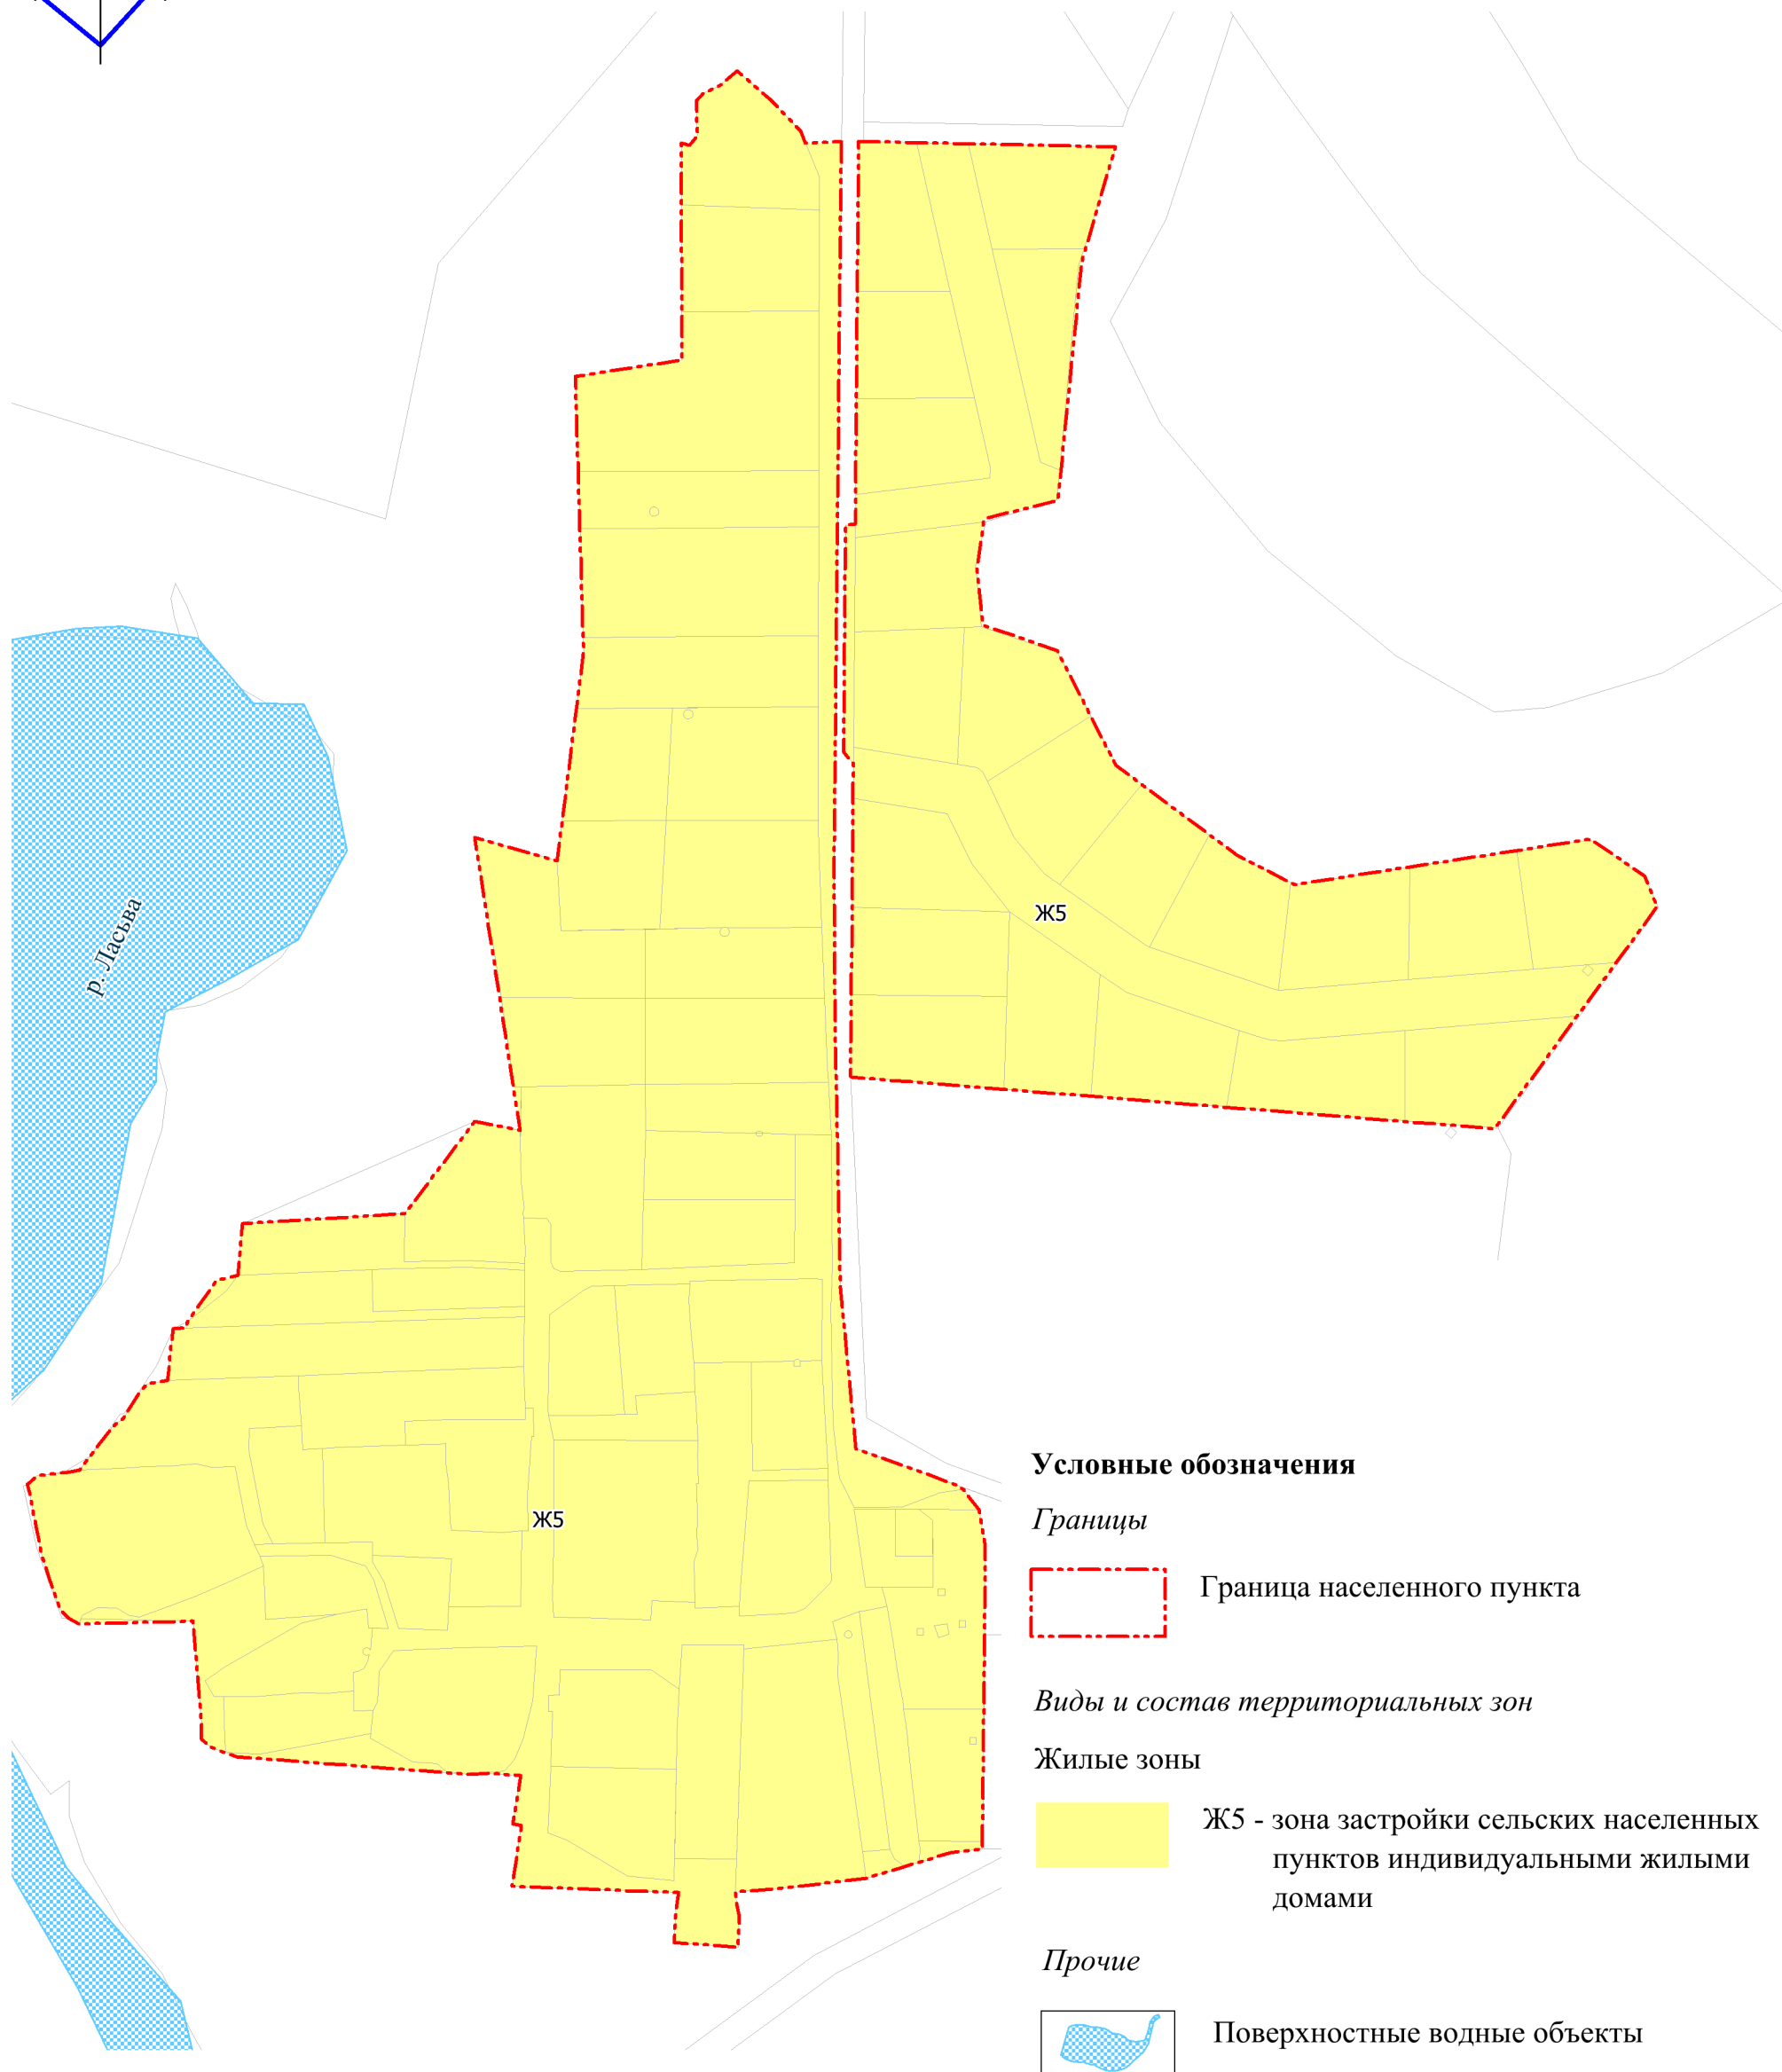 Ж5
р. Ласьва
Ж5
Условные обозначения
Границы
Граница населенного пункта
Виды и состав территориальных зон
Жилые зоны
Ж5 - зона застройки сельских населенных
пунктов индивидуальными жилыми
домами
Прочие
Поверхностные водные объекты